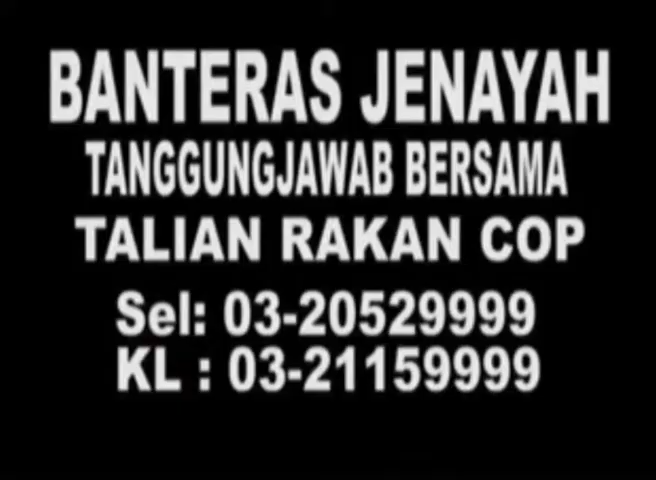 BANTERAS JENAYAH
TANGGUNGJAWAB BERSAMA
TALIAN RAKAN COP
Sel: 03-20529999
KL : 03-21159999